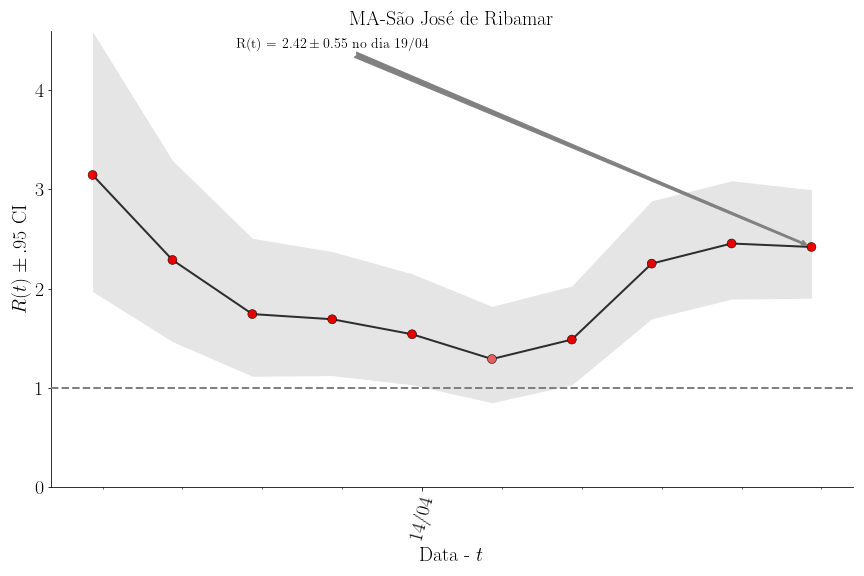 MA-São José de Ribamar
R(t) = 2.42 ± 0.55 no dia 19/04
R(t) ± .95 CI
4
3
2
1
0
14/04
Data - t